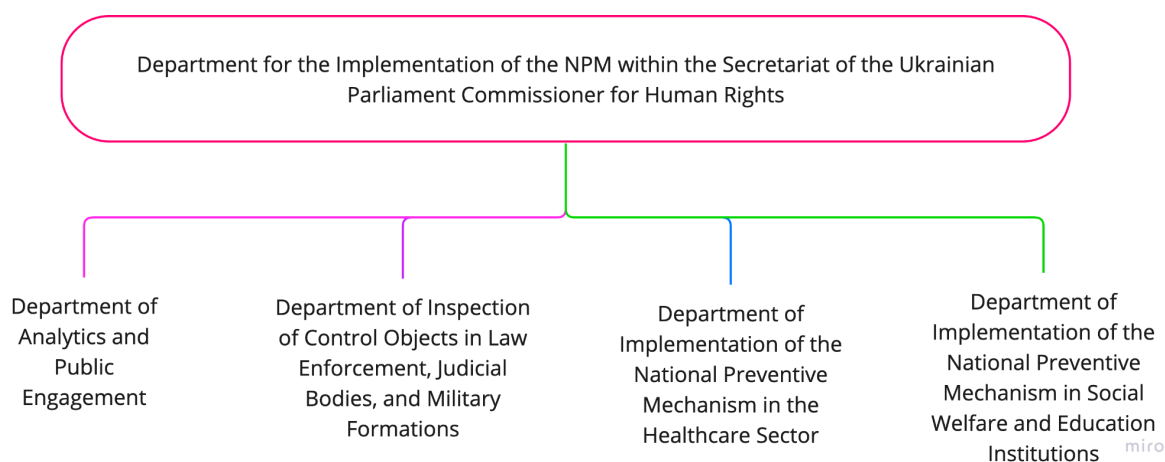 Department for the Implementation of the NPM within the Secretariat of the Ukrainian
Parliament Commissioner for Human Rights
Department of
Analytics and
Public
Engagement
Department of Inspection
of Control Objects in Law
Enforcement, Judicial
Bodies, and Military
Formations
Department of
Implementation of the
National Preventive
Mechanism in the
Healthcare Sector
Department of
Implementation of the
National Preventive
Mechanism in Social
Welfare and Education
Institutions
miro